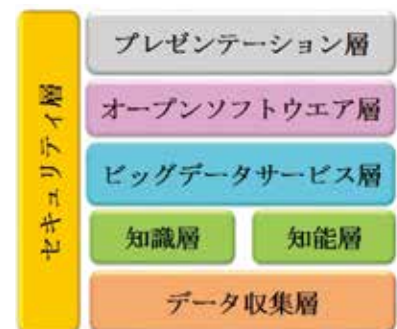 セキュリティ層
プレゼンテーション層
オープンソフトウエア層
ビッグデータサービス層
知識層
知能層
データ収集層